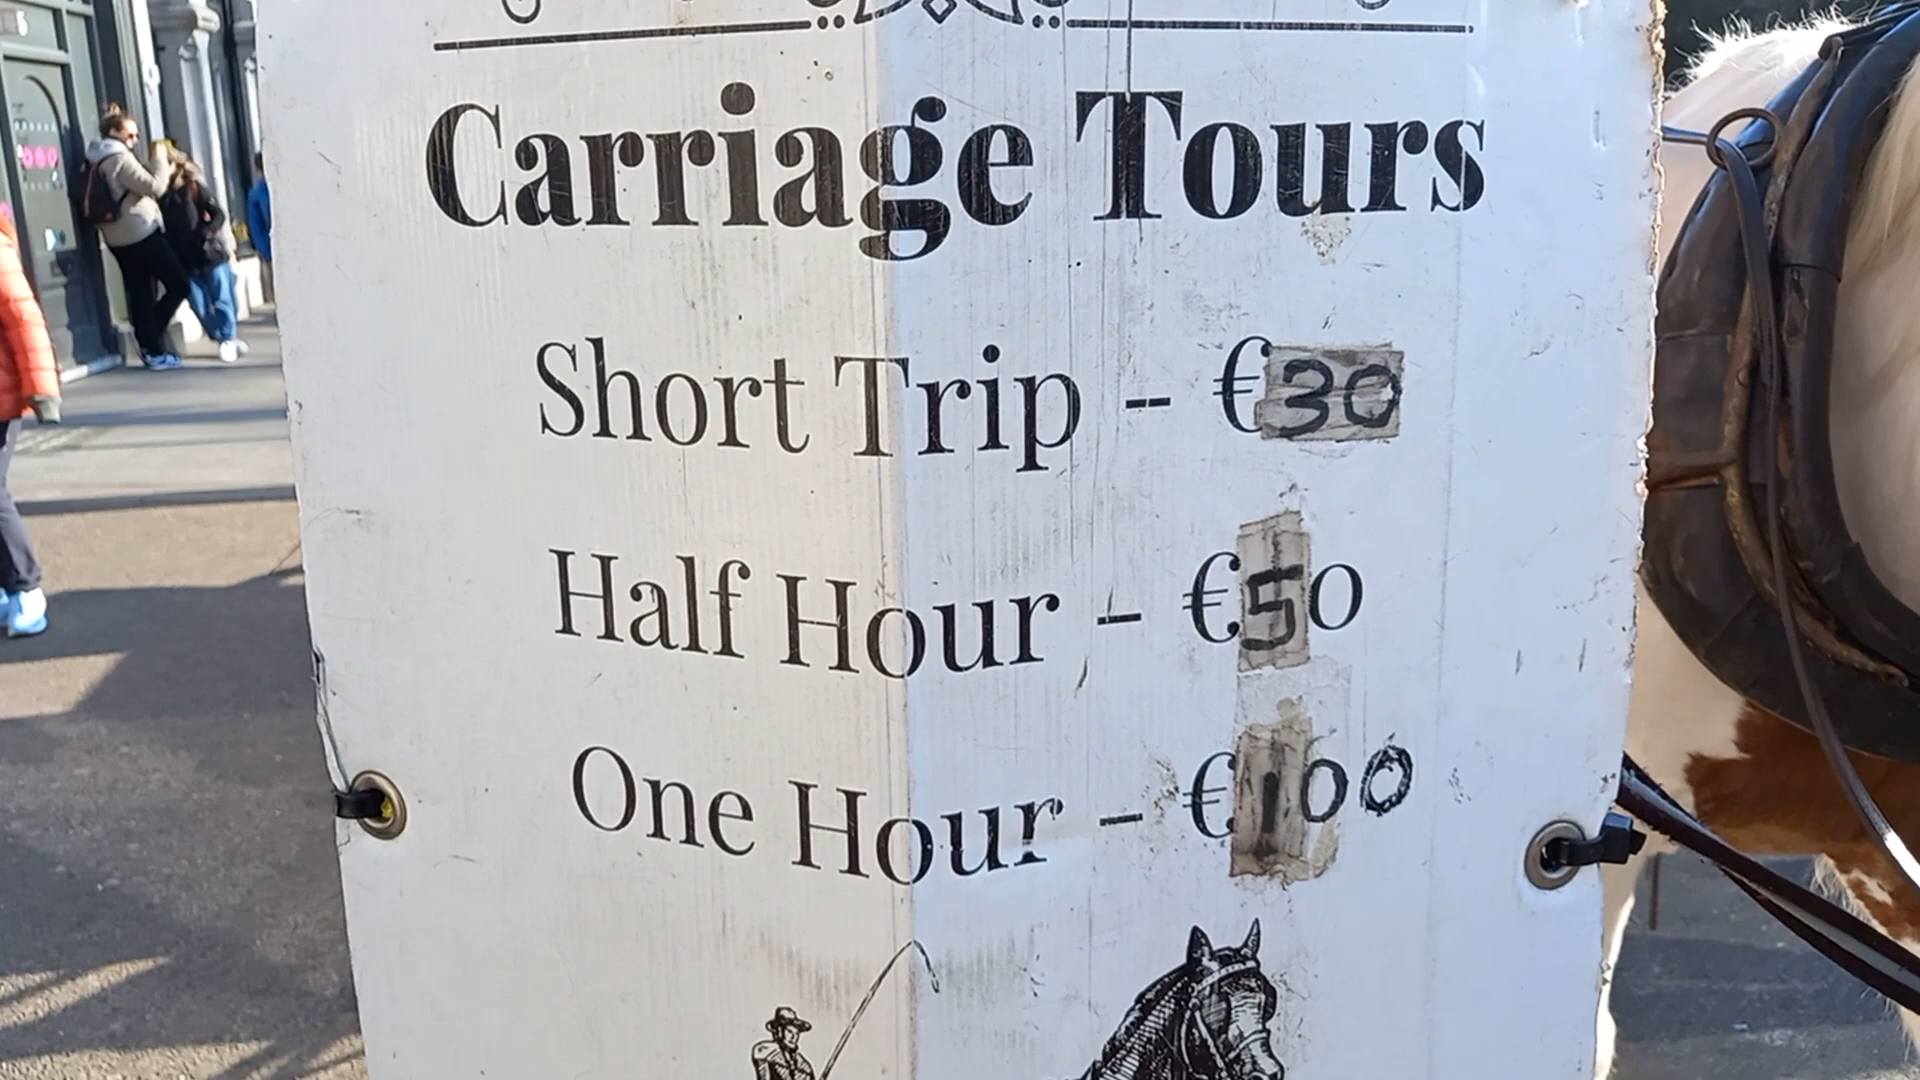 Carriage Tours
Short Trip - €30
Half Hour - €50
One Hour - €100